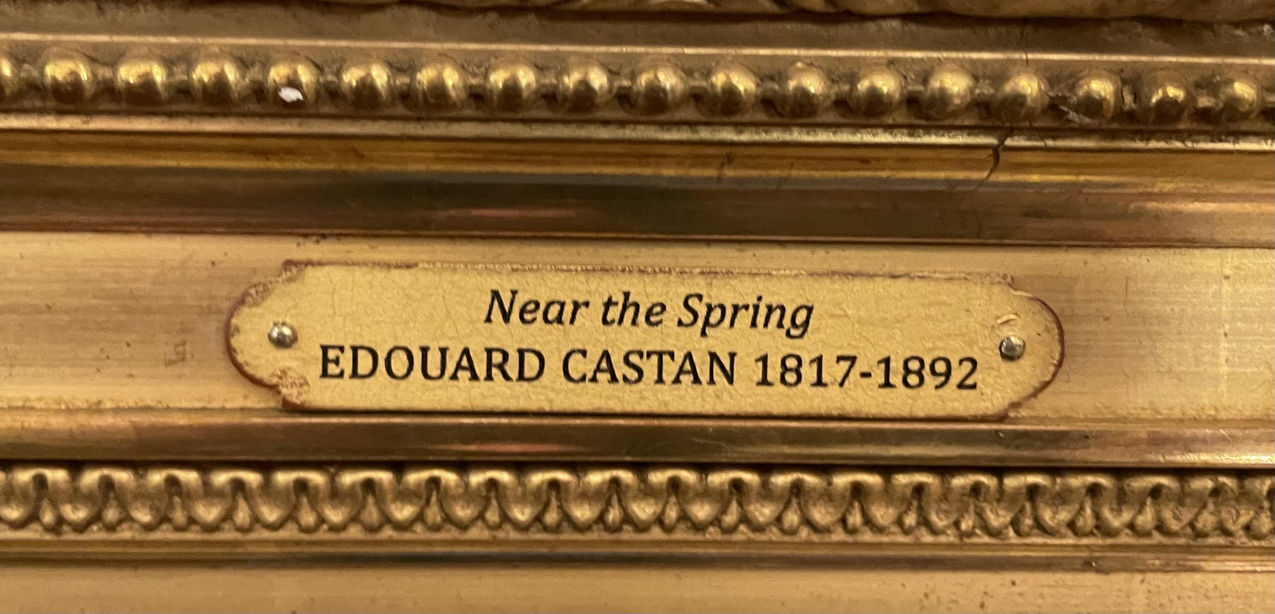 Near the Spring
EDOUARD CASTAN 1817-1892